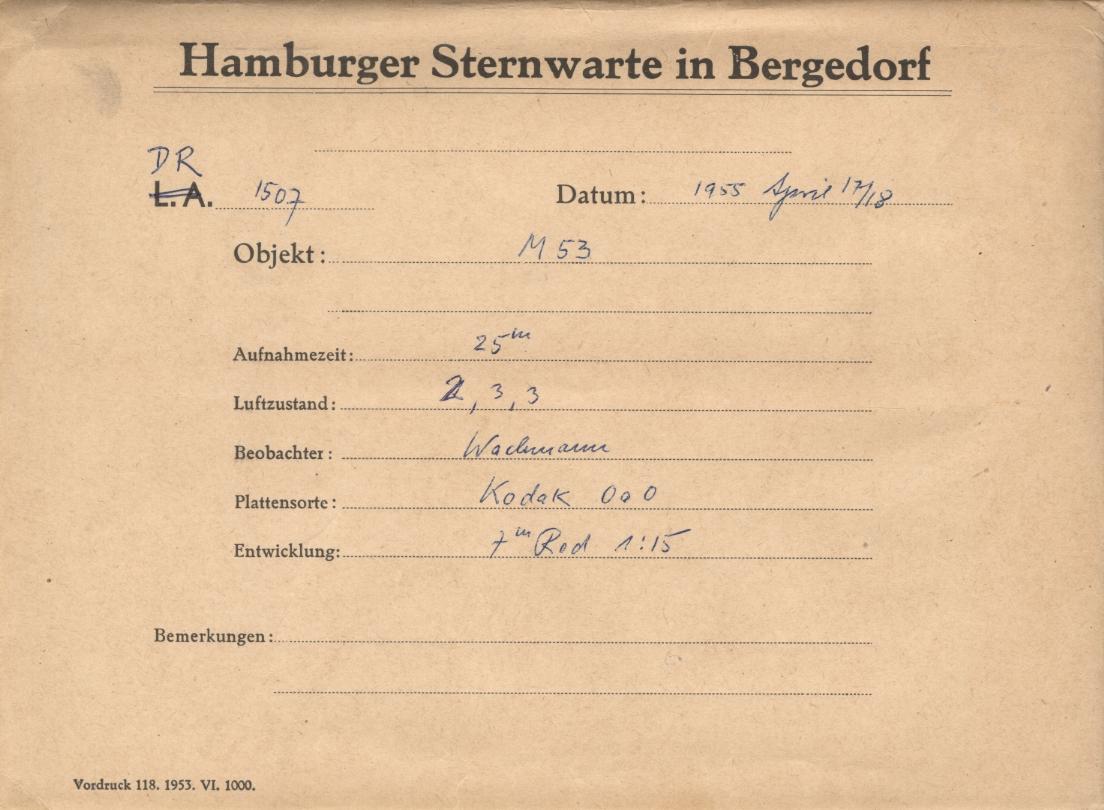 Hamburger Sternwarte in Bergedorf
DR
L.A. 1507 Datum: 1955 April 17/18
Objekt: M 53
Aufnahmezeit: 25m
Luftzustand: 2, 3, 3
Beobachter: Wachmann
Plattensorte: Kodak OaO
Entwicklung: 7m Rod 1:15
Bemerkungen:
Vordruck 118. 1953. VI. 1000.